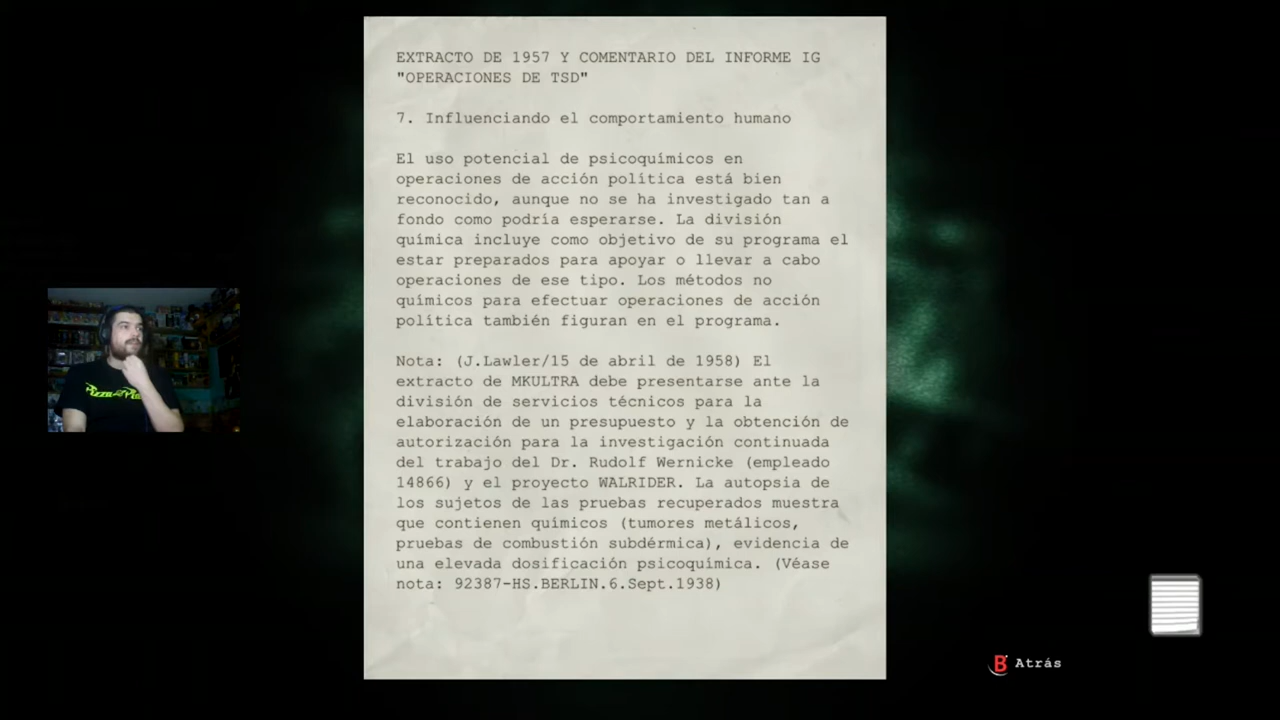 EXTRACTO DE 1957 Y COMENTARIO DEL INFORME IG
"OPERACIONES DE TSD"
7. Influenciando el comportamiento humano
El uso potencial de psicoquímicos en
operaciones de acción política está bien
reconocido, aunque no se ha investigado tan a
fondo como podría esperarse. La división
química incluye como objetivo de su programa el
estar preparados para apoyar o llevar a cabo
operaciones de ese tipo. Los métodos no
químicos para efectuar operaciones de acción
política también figuran en el programa.
Nota: (J.Lawler/15 de abril de 1958) El
extracto de MKULTRA debe presentarse ante la
división de servicios técnicos para la
elaboración de un presupuesto y la obtención de
autorización para la investigación continuada
del trabajo del Dr. Rudolf Wernicke (empleado
14866) y el proyecto WALRIDER. La autopsia de
los sujetos de las pruebas recuperados muestra
que contienen químicos (tumores metálicos,
pruebas de combustión subdérmica), evidencia de
una elevada dosificación psicoquímica. (Véase
nota: 92387-HS.BERLIN.6.Sept.1938)
B Atrás